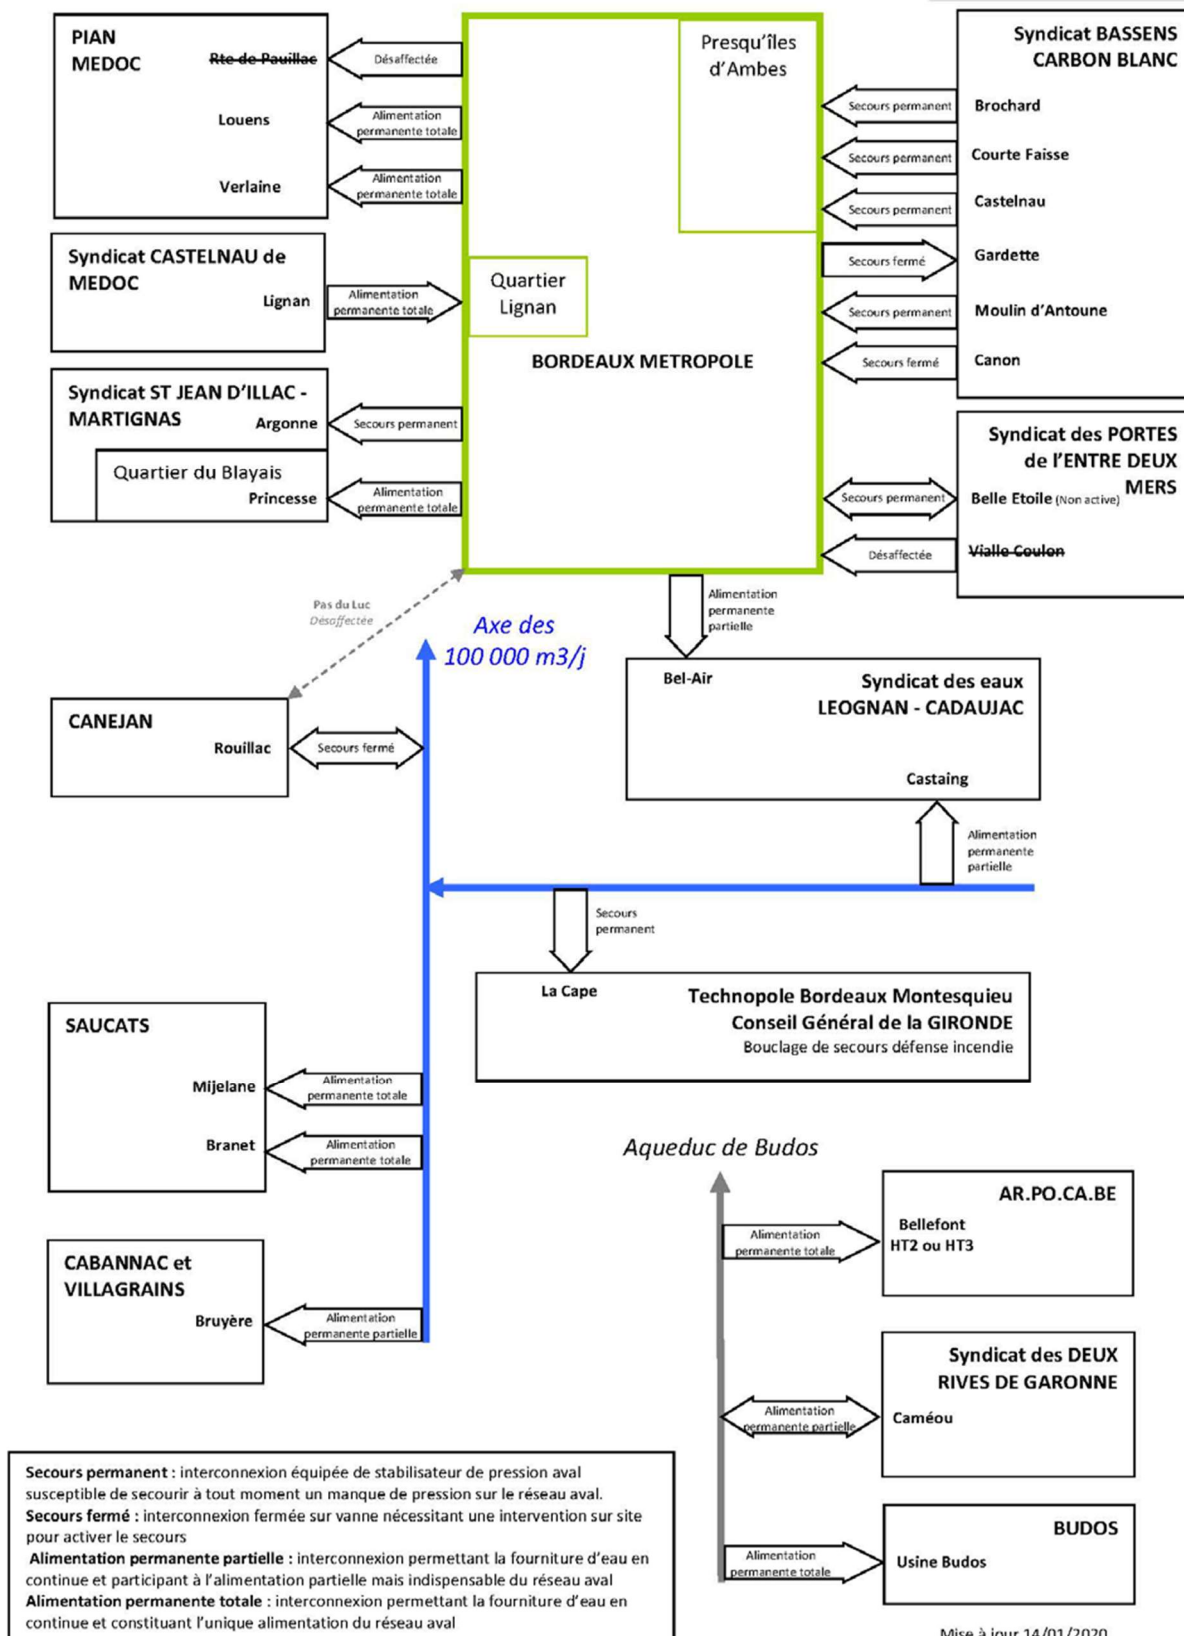 PIAN
MEDOC
Rte de Pauillac
Désaffectée
Louens
Alimentation
permanente totale
Verlaine
Alimentation
permanente totale
Syndicat CASTELNAU de
MEDOC
Lignan
Alimentation
permanente totale
Syndicat ST JEAN D'ILLAC -
MARTIGNAS
Argonne
Secours permanent
Quartier du Blayais
Princesse
Alimentation
permanente totale
Presqu'îles
d'Ambes
Quartier
Lignan
BORDEAUX METROPOLE
Syndicat BASSENS
CARBON BLANC
Secours permanent
Brochard
Secours permanent
Courte Faisse
Secours permanent
Castelnau
Secours fermé
Gardette
Secours permanent
Moulin d'Antoune
Secours fermé
Canon
Syndicat des PORTES
de l'ENTRE DEUX
MERS
Secours permanent
Belle Etoile (Non active)
Désaffectée
Vialle Coulon
Pas du Luc
Désaffectée
Axe des
100 000 m3/j
Alimentation
permanente
partielle
Bel-Air
Syndicat des eaux
LEOGNAN - CADAUJAC
Castaing
Alimentation
permanente
partielle
CANEJAN
Rouillac
Secours fermé
Secours
permanent
La Cape
Technopole Bordeaux Montesquieu
Conseil Général de la GIRONDE
Bouclage de secours défense incendie
SAUCATS
Mijelane
Alimentation
permanente totale
Branet
Alimentation
permanente totale
CABANNAC et
VILLAGRAINS
Bruyère
Alimentation
permanente partielle
Aqueduc de Budos
AR.PO.CA.BE
Alimentation
permanente totale
Bellefont
HT2 ou HT3
Syndicat des DEUX
RIVES DE GARONNE
Alimentation
permanente partielle
Caméou
BUDOS
Alimentation
permanente totale
Usine Budos
Secours permanent : interconnexion équipée de stabilisateur de pression aval
susceptible de secourir à tout moment un manque de pression sur le réseau aval.
Secours fermé : interconnexion fermée sur vanne nécessitant une intervention sur site
pour activer le secours
Alimentation permanente partielle : interconnexion permettant la fourniture d'eau en
continue et participant à l'alimentation partielle mais indispensable du réseau aval
Alimentation permanente totale : interconnexion permettant la fourniture d'eau en
continue et constituant l'unique alimentation du réseau aval
Mise à jour 14/01/2020